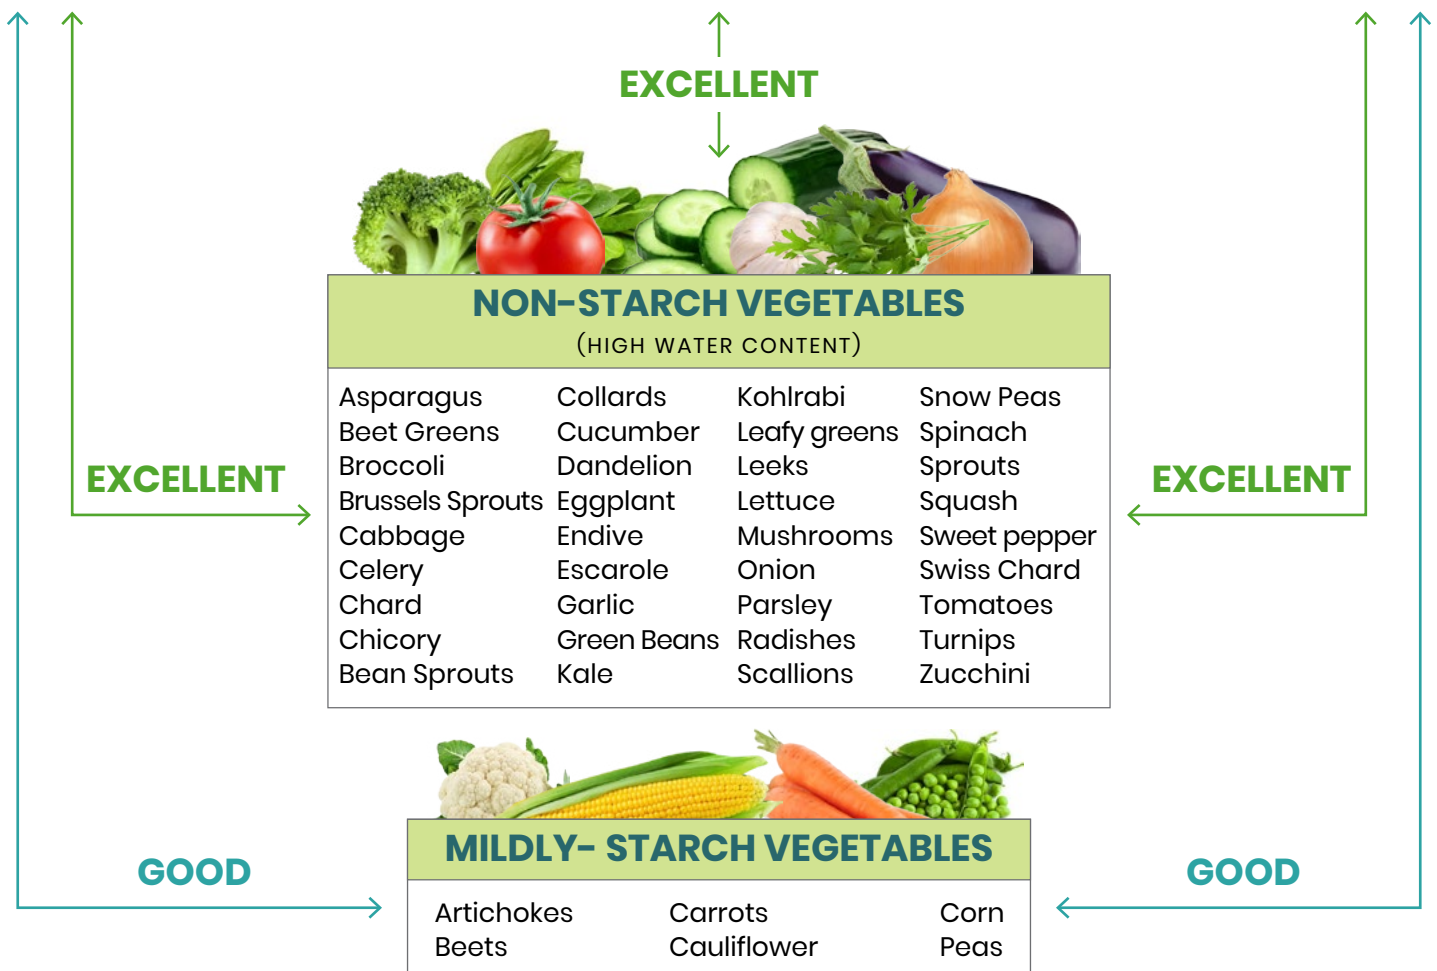 EXCELLENT
NON-STARCH VEGETABLES
(HIGH WATER CONTENT)
Asparagus Collards Kohlrabi Snow Peas
Beet Greens Cucumber Leafy greens Spinach
Broccoli Dandelion Leeks Sprouts
EXCELLENT Brussels Sprouts Eggplant Lettuce Squash EXCELLENT
Cabbage Endive Mushrooms Sweet pepper
Celery Escarole Onion Swiss Chard
Chard Garlic Parsley Tomatoes
Chicory Green Beans Radishes Turnips
Bean Sprouts Kale Scallions Zucchini
MILDLY- STARCH VEGETABLES
GOOD GOOD
Artichokes Carrots Corn
Beets Cauliflower Peas